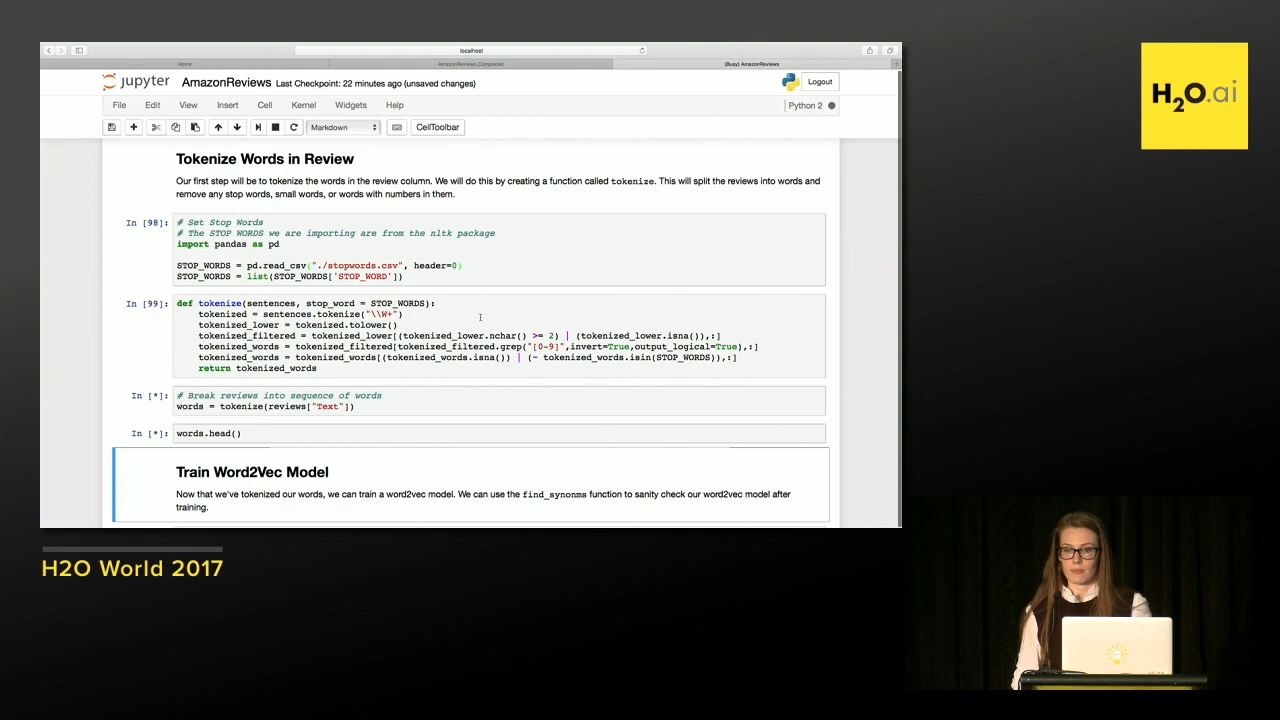 localhost
Home
AmazonReviews_Completed
(Busy) AmazonReviews
jupyter AmazonReviews Last Checkpoint: 22 minutes ago (unsaved changes)
Logout
File Edit View Insert Cell Kernel Widgets Help
Python 2
Markdown
CellToolbar
Tokenize Words in Review
Our first step will be to tokenize the words in the review column. We will do this by creating a function called tokenize. This will split the reviews into words and
remove any stop words, small words, or words with numbers in them.
In [98]:
# Set Stop Words
# The STOP WORDS we are importing are from the nltk package
import pandas as pd
STOP_WORDS = pd.read_csv("./stopwords.csv", header=0)
STOP_WORDS = list(STOP_WORDS['STOP_WORD'])
In [99]:
def tokenize(sentences, stop_word = STOP_WORDS):
tokenized = sentences.tokenize("\\W+")
tokenized_lower = tokenized.tolower()
tokenized_filtered = tokenized_lower[(tokenized_lower.nchar() >= 2) | (tokenized_lower.isna()),:]
tokenized_words = tokenized_filtered[tokenized_filtered.grep("[0-9]",invert=True,output_logical=True),:]
tokenized_words = tokenized_words[(tokenized_words.isna()) | (~ tokenized_words.isin(STOP_WORDS)),:]
return tokenized_words
In [*]:
# Break reviews into sequence of words
words = tokenize(reviews["Text"])
In [*]:
words.head()
Train Word2Vec Model
Now that we've tokenized our words, we can train a word2vec model. We can use the find_synonms function to sanity check our word2vec model after
training.
H2O.ai
H2O World 2017